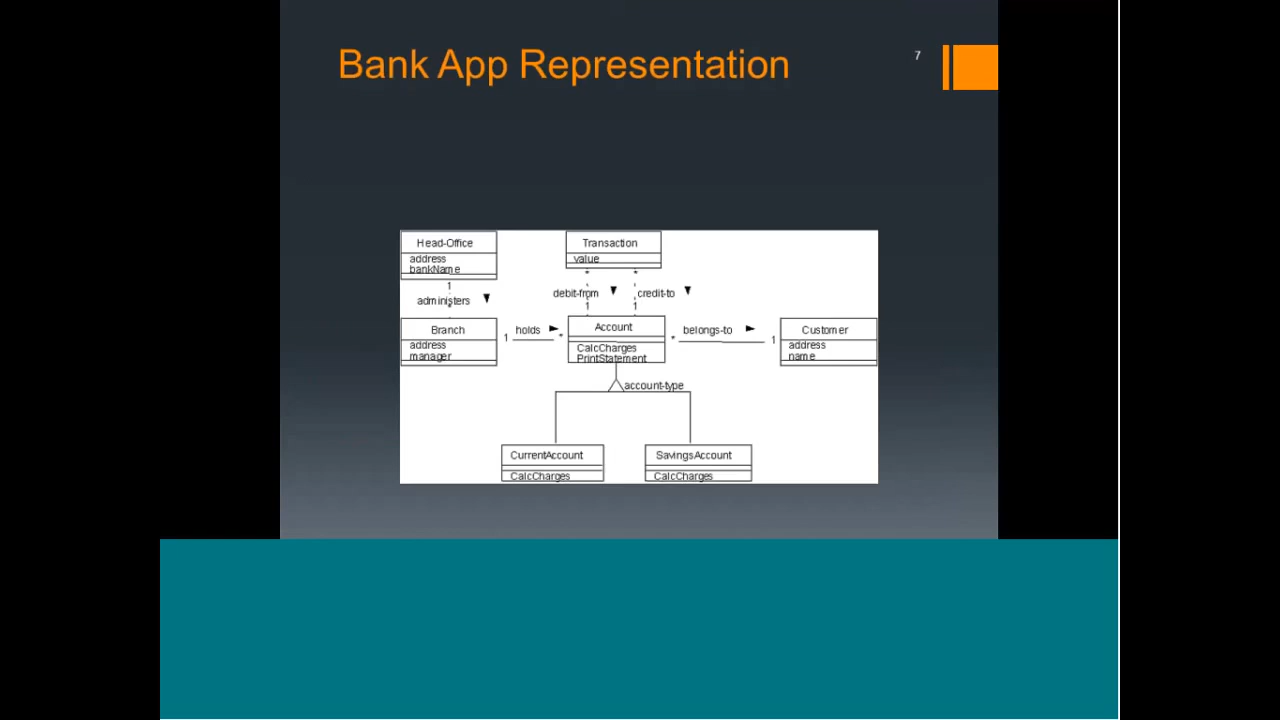 Bank App Representation
7
Head-Office
address
bankName
Transaction
value
1
administers
*
* *
debit-from credit-to
1 1
Branch
address
manager
1 holds *
Account
CalcCharges
PrintStatement
* belongs-to 1
Customer
address
name
account-type
CurrentAccount
CalcCharges
SavingsAccount
CalcCharges